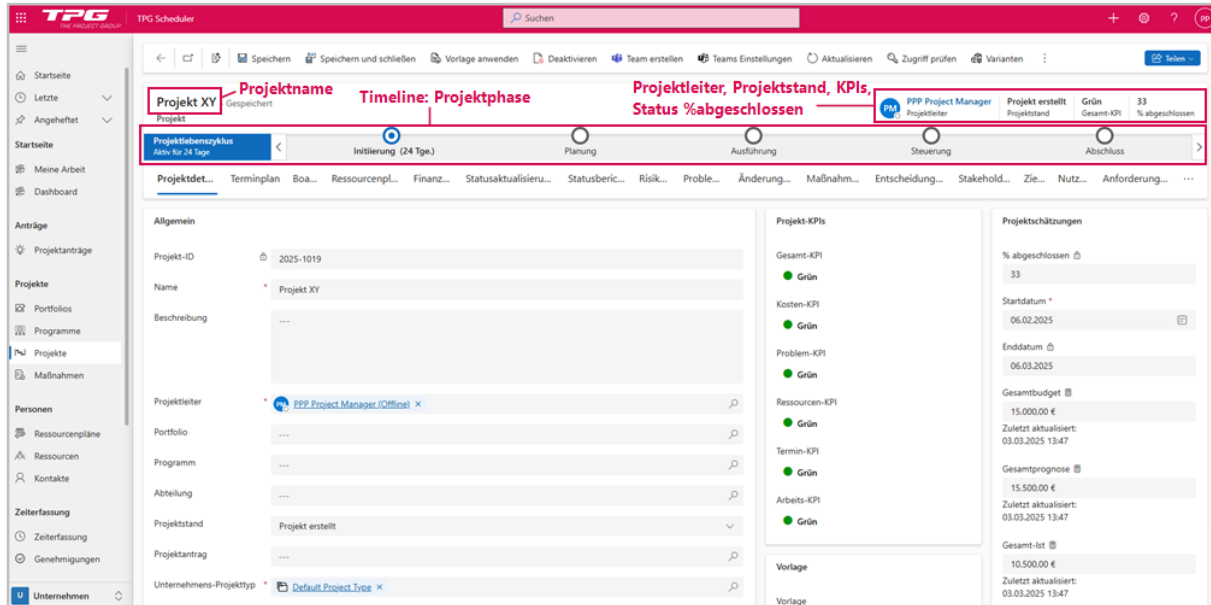 TPG
THE PROJECT GROUP
TPG Scheduler
Suchen
PP
Speichern
Speichern und schließen
Vorlage anwenden
Deaktivieren
Team erstellen
Teams Einstellungen
Aktualisieren
Zugriff prüfen
Varianten
Teilen
Startseite
Letzte
Angeheftet
Startseite
Meine Arbeit
Dashboard
Anträge
Projektanträge
Projekte
Portfolios
Programme
Projekte
Maßnahmen
Personen
Ressourcenpläne
Ressourcen
Kontakte
Zeiterfassung
Zeiterfassung
Genehmigungen
U Unternehmen
Projektname
Projekt XY
Gespeichert
Projekt
Timeline: Projektphase
Projektleiter, Projektstand, KPIs,
Status %abgeschlossen
PM
PPP Project Manager
Projektleiter
Projekt erstellt
Projektstand
Grün
Gesamt-KPI
33
% abgeschlossen
Projektlebenszyklus
Aktiv für 24 Tage
Initiierung (24 Tge.)
Planung
Ausführung
Steuerung
Abschluss
Projektdet...
Terminplan
Boa...
Ressourcenpl...
Finanz...
Statusaktualisieru...
Statusberic...
Risik...
Proble...
Änderung...
Maßnahm...
Entscheidung...
Stakehold...
Zie...
Nutz...
Anforderung...
...
Allgemein
Projekt-ID
2025-1019
Name *
Projekt XY
Beschreibung
---
Projektleiter *
PM PPP Project Manager (Offline) ×
Portfolio
---
Programm
---
Abteilung
---
Projektstand
Projekt erstellt
Projektantrag
---
Unternehmens-Projekttyp *
Default Project Type ×
Projekt-KPIs
Gesamt-KPI
Grün
Kosten-KPI
Grün
Problem-KPI
Grün
Ressourcen-KPI
Grün
Termin-KPI
Grün
Arbeits-KPI
Grün
Vorlage
Vorlage
Projektschätzungen
% abgeschlossen
33
Startdatum *
06.02.2025
Enddatum
06.03.2025
Gesamtbudget
15.000,00 €
Zuletzt aktualisiert:
03.03.2025 13:47
Gesamtprognose
15.500,00 €
Zuletzt aktualisiert:
03.03.2025 13:47
Gesamt-Ist
10.500,00 €
Zuletzt aktualisiert:
03.03.2025 13:47